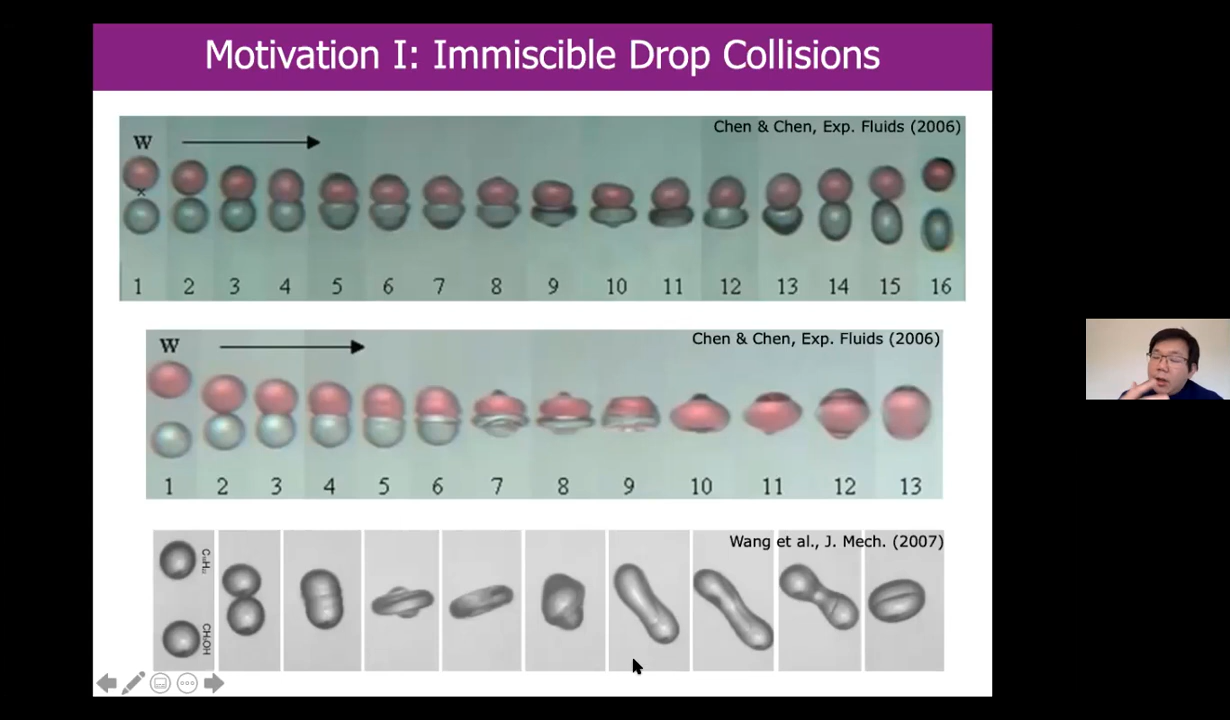 Motivation I: Immiscible Drop Collisions
Chen & Chen, Exp. Fluids (2006)
W
1 2 3 4 5 6 7 8 9 10 11 12 13 14 15 16
Chen & Chen, Exp. Fluids (2006)
W
1 2 3 4 5 6 7 8 9 10 11 12 13
Wang et al., J. Mech. (2007)
CH₃OH